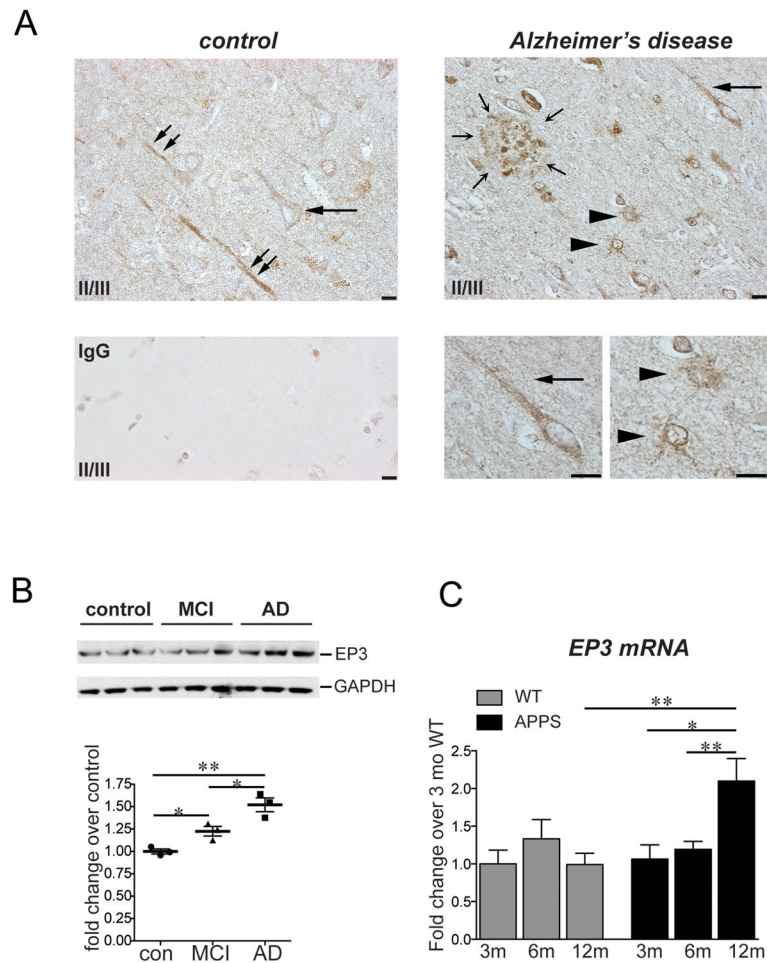 A
control
Alzheimer's disease
II/III
II/III
IgG
II/III
B
control MCI AD
EP3
GAPDH
fold change over control
1.75
1.50
1.25
1.00
0.75
0.50
0.25
0.00
** 
* *
con MCI AD
C
EP3 mRNA
WT
APPS
**
*
**
Fold change over 3 mo WT
2.5
2.0
1.5
1.0
0.5
0.0
3m 6m 12m 3m 6m 12m